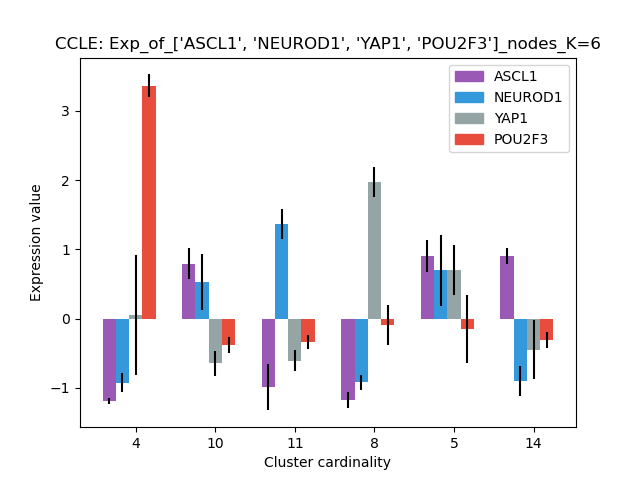 CCLE: Exp_of_['ASCL1', 'NEUROD1', 'YAP1', 'POU2F3']_nodes_K=6
ASCL1
NEUROD1
YAP1
POU2F3
Expression value
3
2
1
0
−1
4 10 11 8 5 14
Cluster cardinality